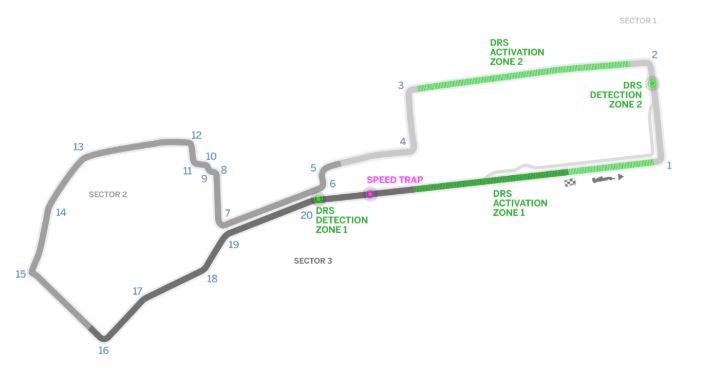 SECTOR 1
DRS
ACTIVATION
ZONE 2
2
3
DRS
DETECTION
ZONE 2
4
1
12
13
10
11
9
8
5
6
SPEED TRAP
SECTOR 2
DRS
ACTIVATION
ZONE 1
14
7
20
DRS
DETECTION
ZONE 1
19
SECTOR 3
15
18
17
16